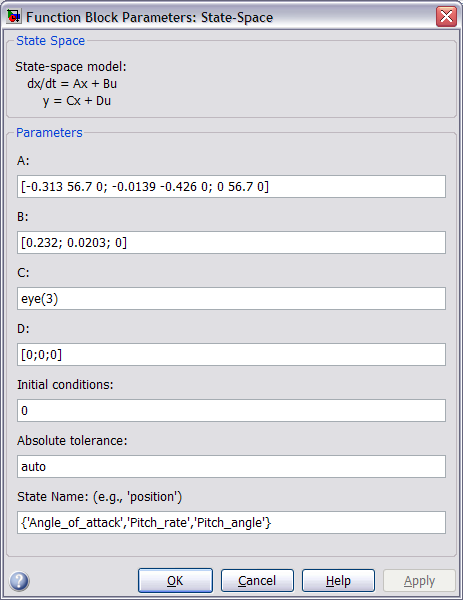 Function Block Parameters: State-Space
State Space
State-space model:
dx/dt = Ax + Bu
y = Cx + Du
Parameters
A:
[-0.313 56.7 0; -0.0139 -0.426 0; 0 56.7 0]
B:
[0.232; 0.0203; 0]
C:
eye(3)
D:
[0;0;0]
Initial conditions:
0
Absolute tolerance:
auto
State Name: (e.g., 'position')
{'Angle_of_attack','Pitch_rate','Pitch_angle'}
? OK Cancel Help Apply